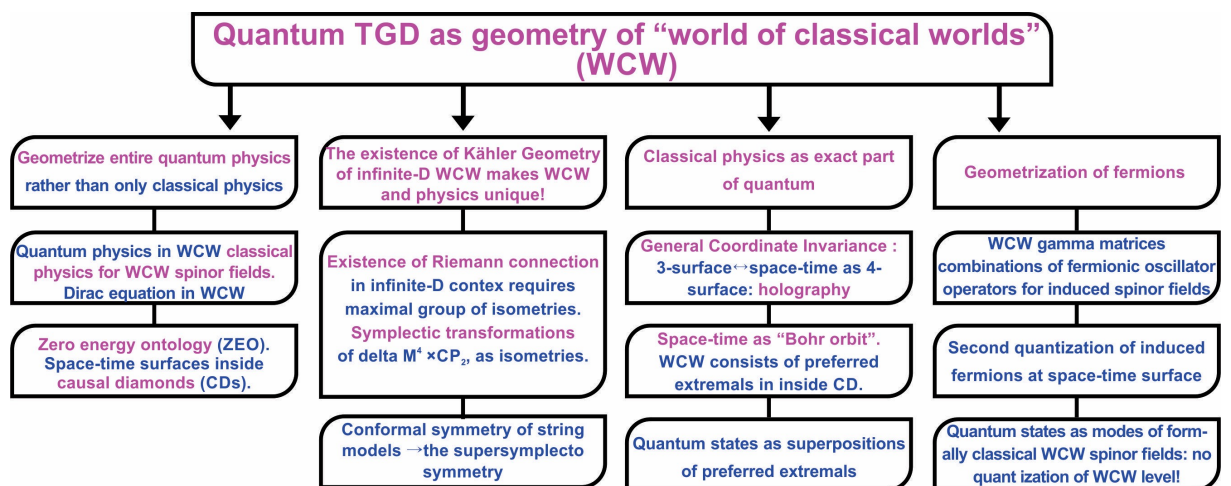 Quantum TGD as geometry of “world of classical worlds”
(WCW)
Geometrize entire quantum physics
rather than only classical physics
Quantum physics in WCW classical
physics for WCW spinor fields.
Dirac equation in WCW
Zero energy ontology (ZEO).
Space-time surfaces inside
causal diamonds (CDs).
The existence of Kähler Geometry
of infinite-D WCW makes WCW
and physics unique!
Existence of Riemann connection
in infinite-D contex requires
maximal group of isometries.
Symplectic transformations
of delta M⁴ ×CP₂, as isometries.
Conformal symmetry of string
models →the supersymplecto
symmetry
Classical physics as exact part
of quantum
General Coordinate Invariance :
3-surface↔space-time as 4-
surface: holography
Space-time as “Bohr orbit”.
WCW consists of preferred
extremals in inside CD.
Quantum states as superpositions
of preferred extremals
Geometrization of fermions
WCW gamma matrices
combinations of fermionic oscillator
operators for induced spinor fields
Second quantization of induced
fermions at space-time surface
Quantum states as modes of form-
ally classical WCW spinor fields: no
quant ization of WCW level!